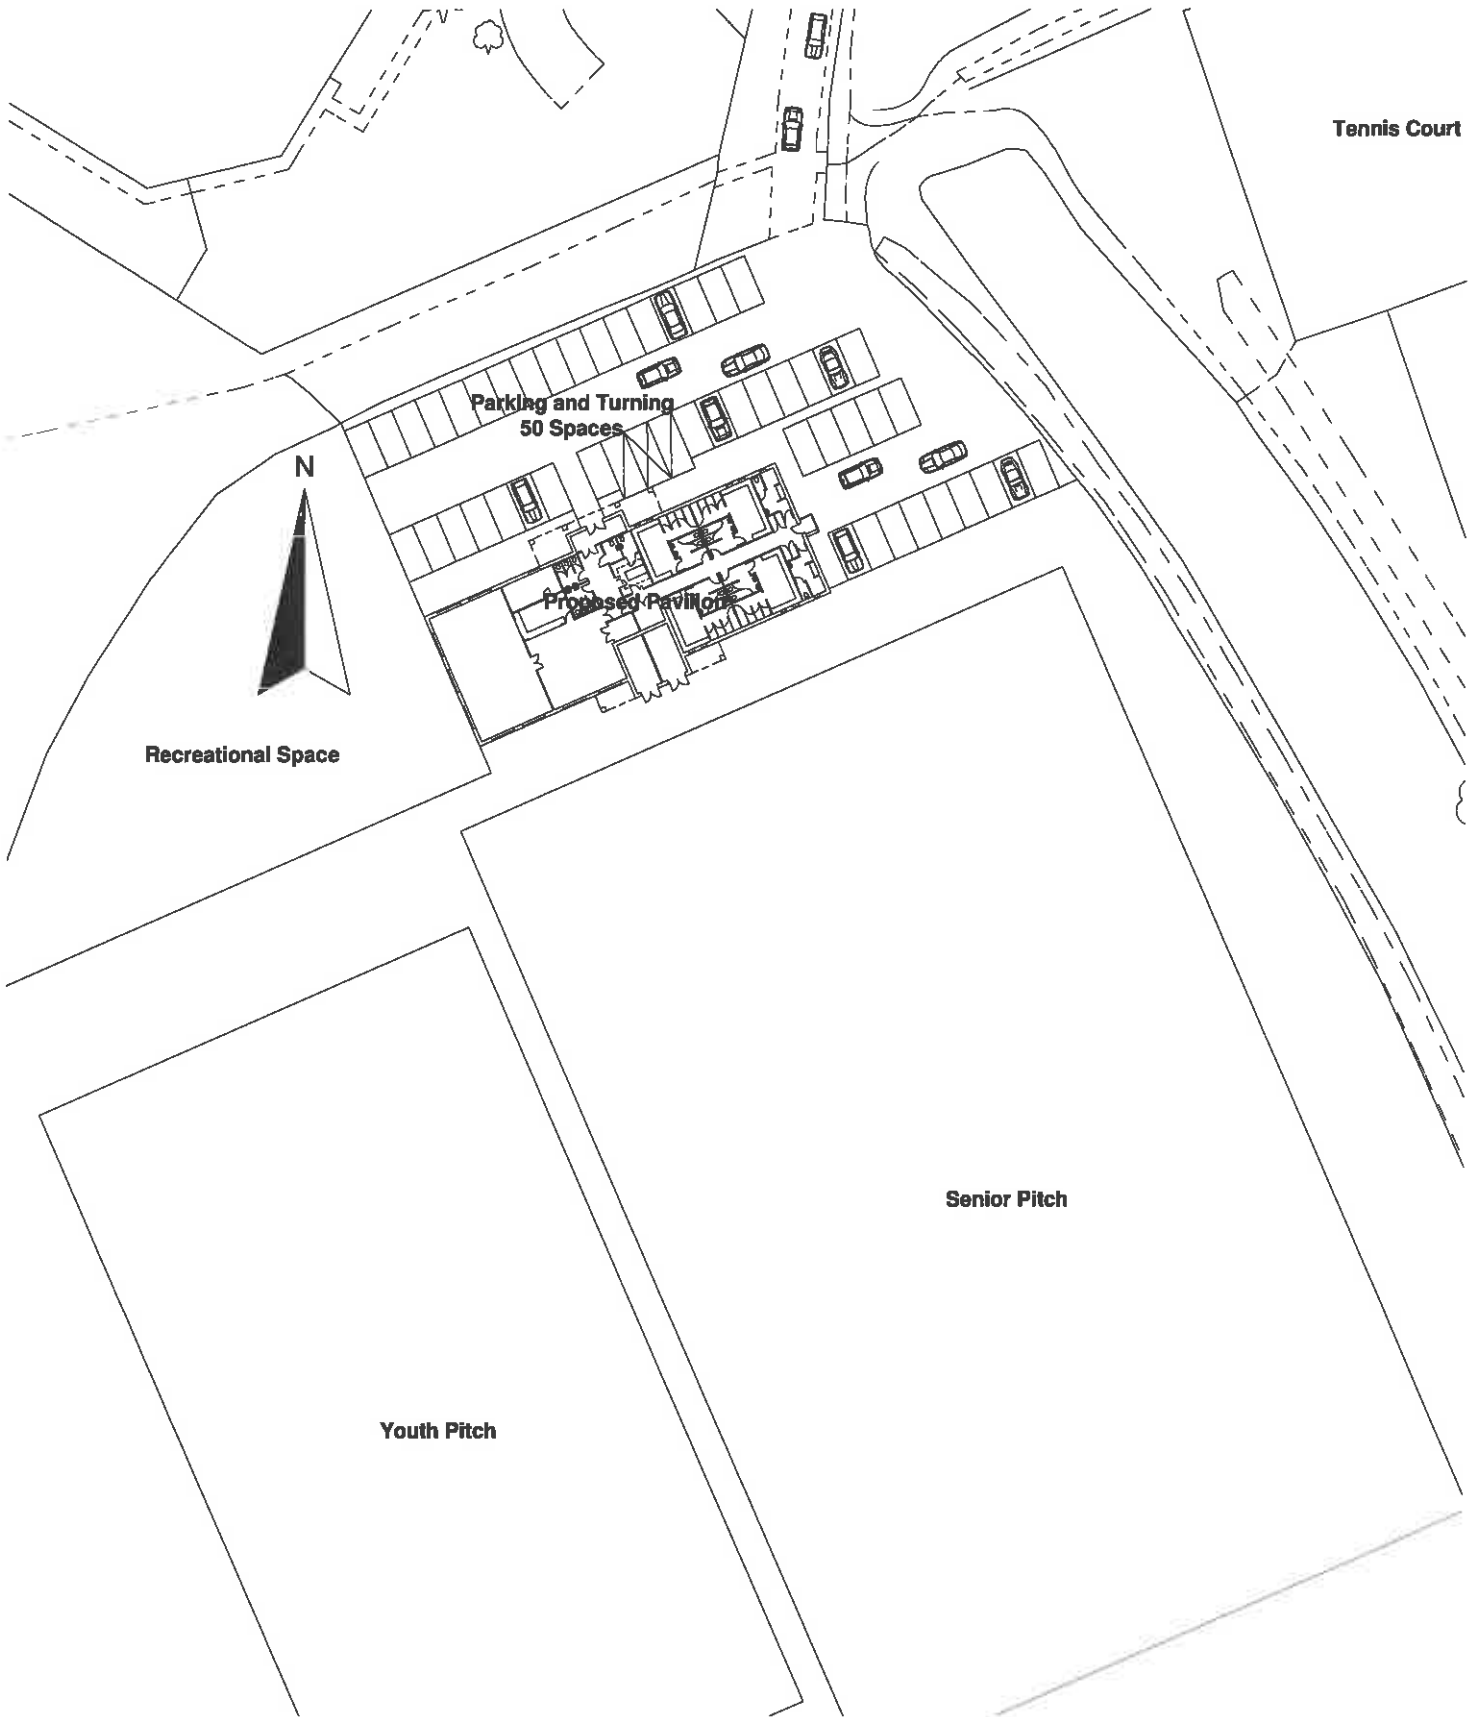 Tennis Court
Parking and Turning
50 Spaces
N
Proposed Pavilion
Recreational Space
Senior Pitch
Youth Pitch